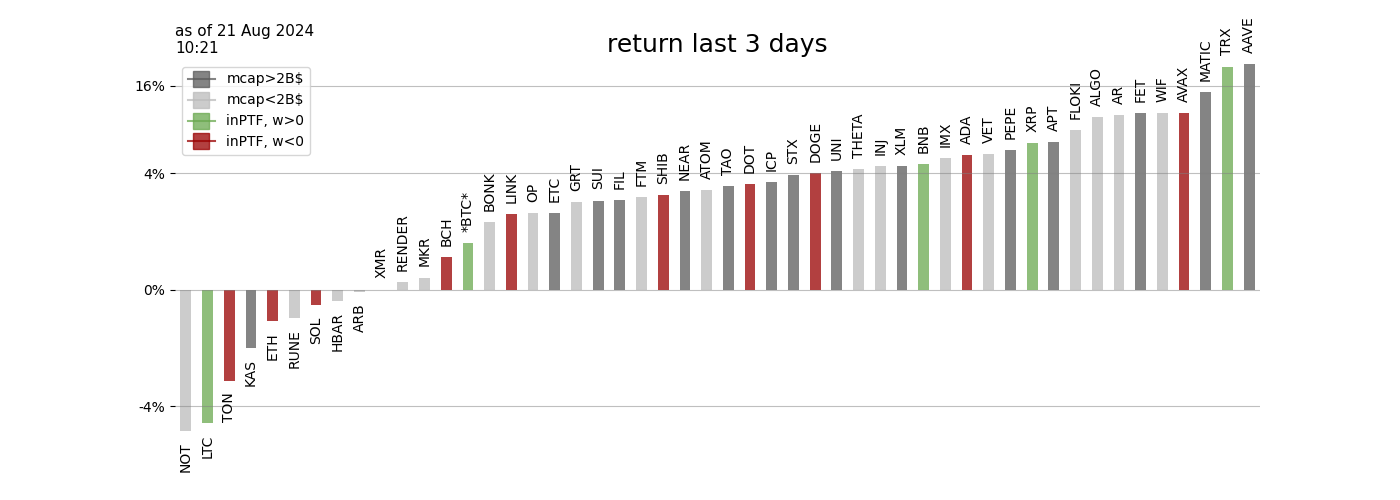 as of 21 Aug 2024
10:21
return last 3 days
mcap>2B$
mcap<2B$
inPTF, w>0
inPTF, w<0
16%
4%
0%
-4%
NOT
LTC
TON
KAS
ETH
RUNE
SOL
HBAR
ARB
XMR
RENDER
MKR
BCH
*BTC*
BONK
LINK
OP
ETC
GRT
SUI
FIL
FTM
SHIB
NEAR
ATOM
TAO
DOT
ICP
STX
DOGE
UNI
THETA
INJ
XLM
BNB
IMX
ADA
VET
PEPE
XRP
APT
FLOKI
ALGO
AR
FET
WIF
AVAX
MATIC
TRX
AAVE